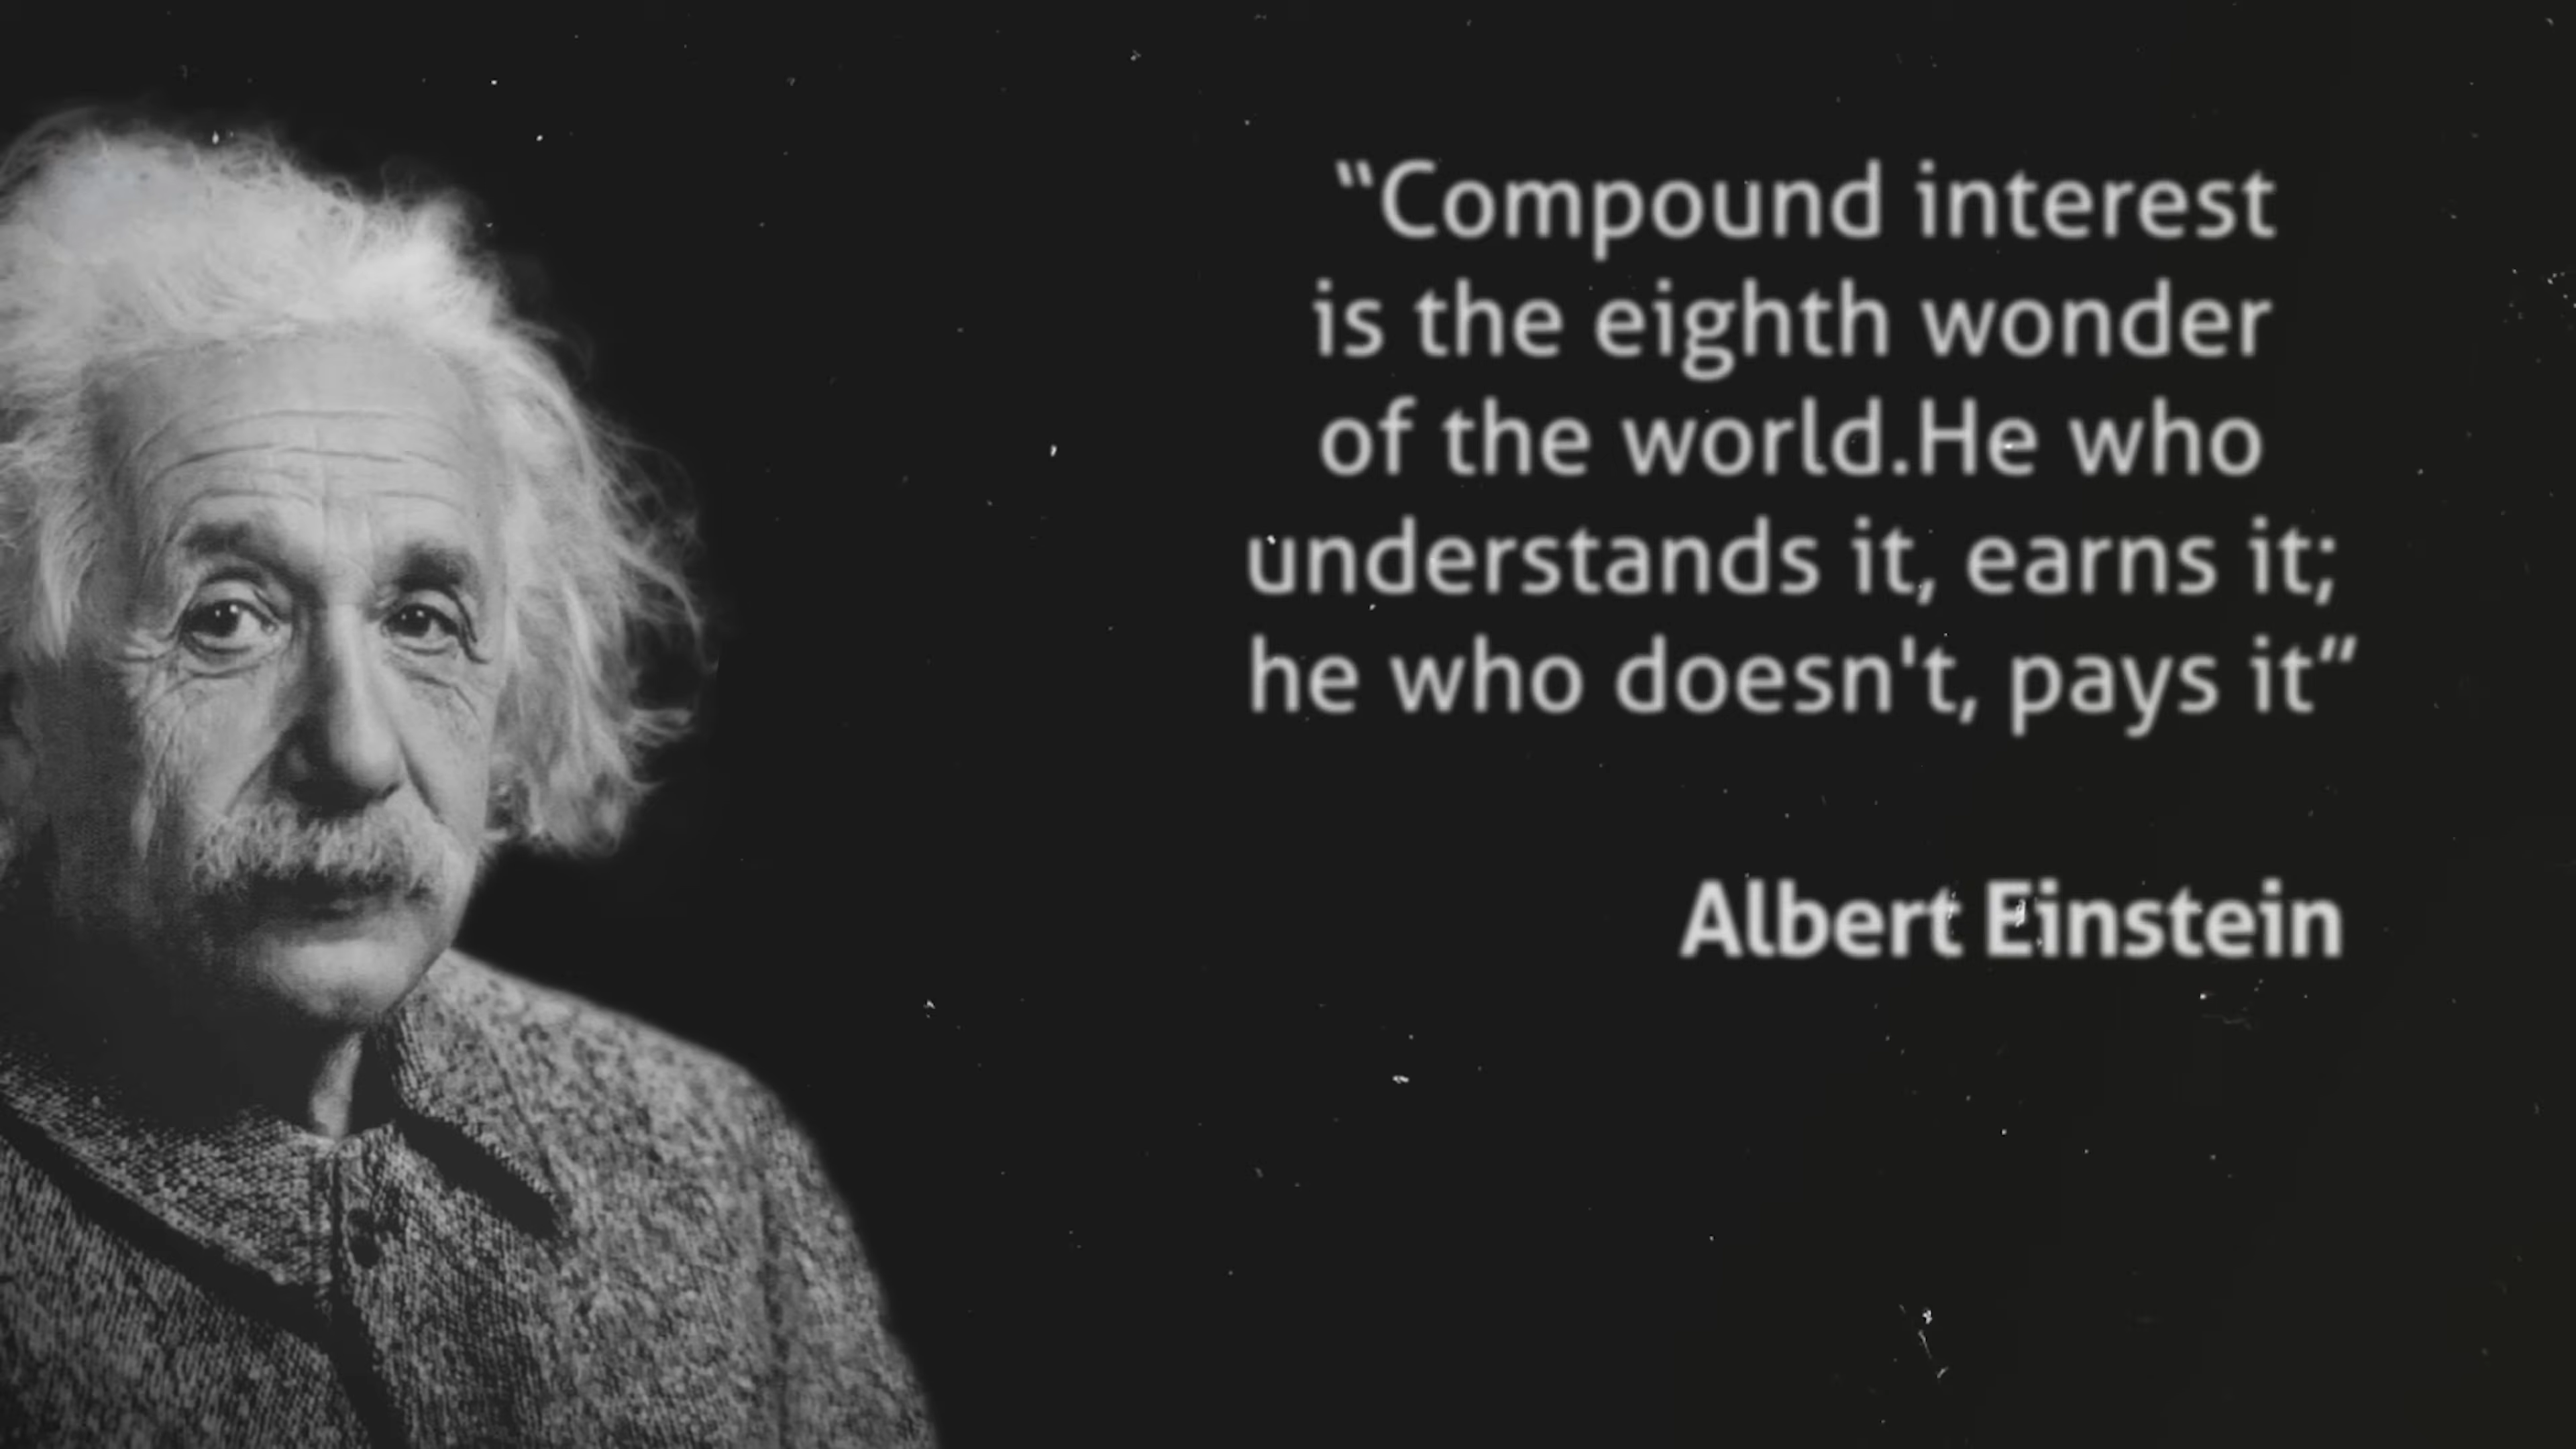 “Compound interest
is the eighth wonder
of the world.He who
understands it, earns it;
he who doesn't, pays it“
Albert Einstein